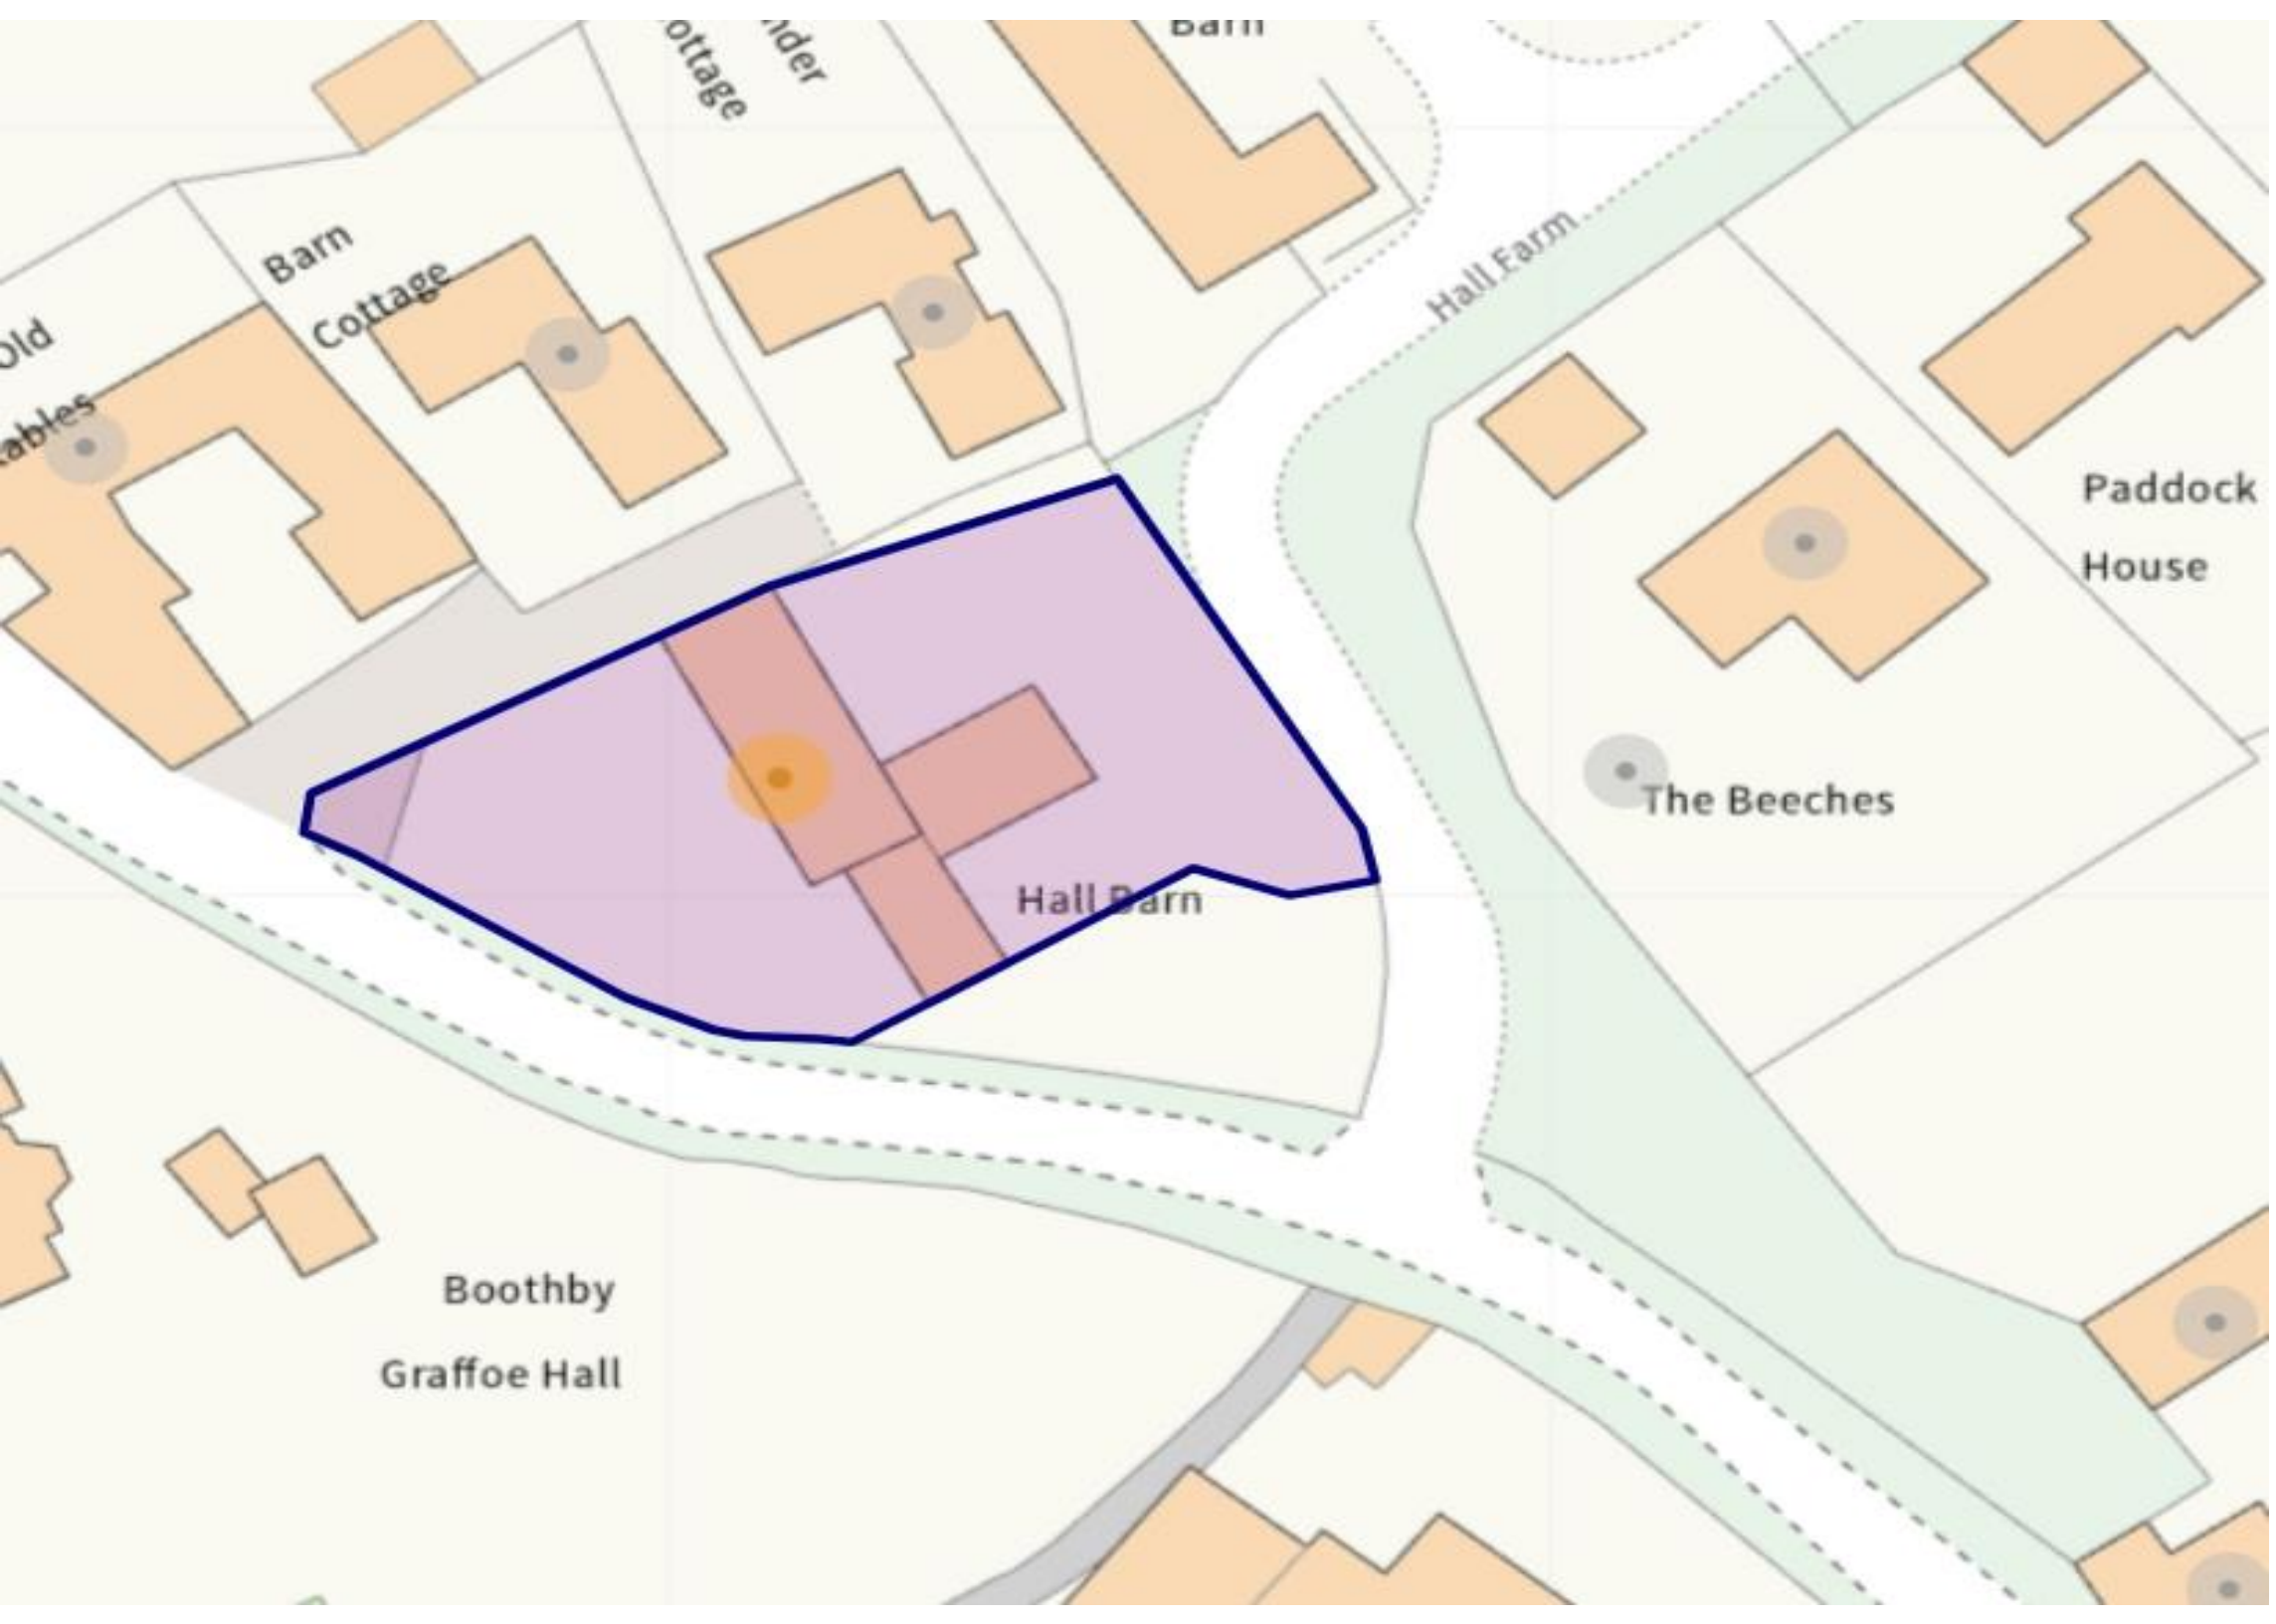 Barn
Hall Farm
Barn
Cottage
Old
Paddock
House
The Beeches
Hall Barn
Boothby
Graffoe Hall